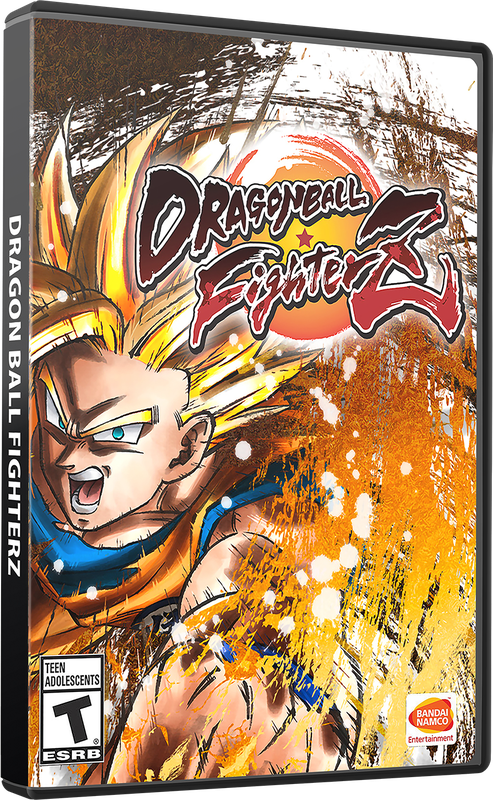 DRAGON BALL FIGHTERZ
DRAGONBALL
FighterZ
TEEN
ADOLESCENTS
T
ESRB
BANDAI
NAMCO
Entertainment